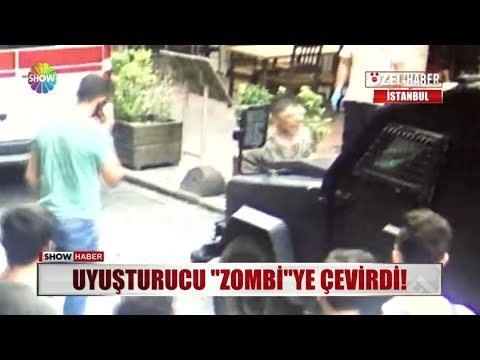 SHOW
ÖZEL HABER
İSTANBUL
SHOW HABER
UYUŞTURUCU "ZOMBİ"YE ÇEVİRDİ!